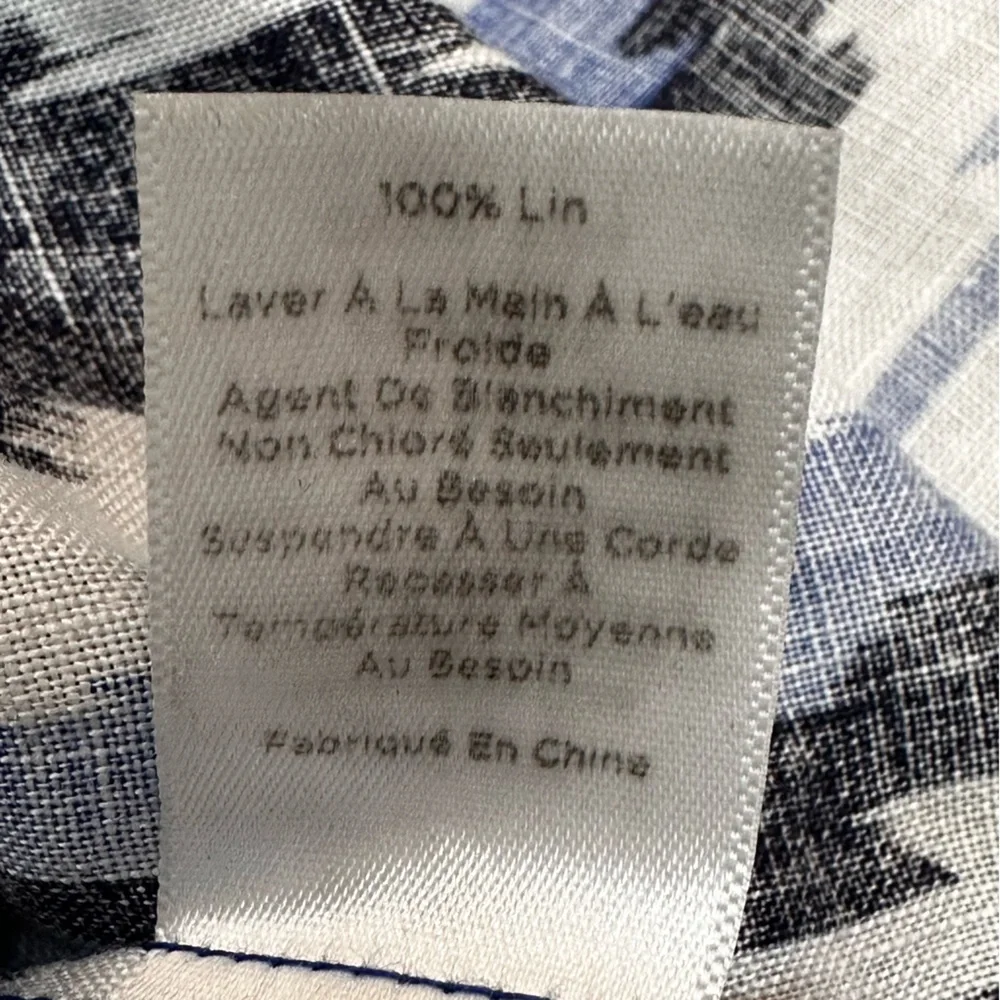 100% Lin
Laver À La Main À L'eau
Froide
Agent De Blanchiment
Non Chloré Seulement
Au Besoin
Suspendre À Une Corde
Repasser À
Température Moyenne
Au Besoin
Fabriqué En Chine